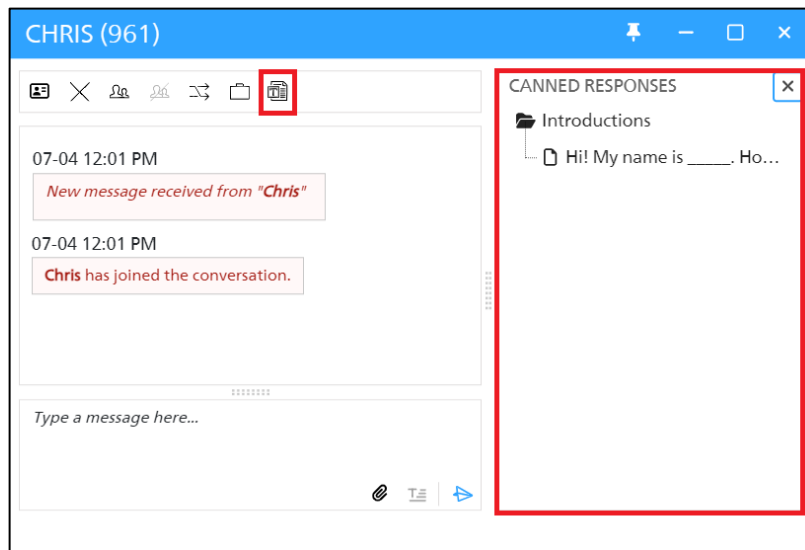 CHRIS (961)
07-04 12:01 PM
New message received from "Chris"
07-04 12:01 PM
Chris has joined the conversation.
Type a message here...
CANNED RESPONSES
Introductions
Hi! My name is _____. Ho...